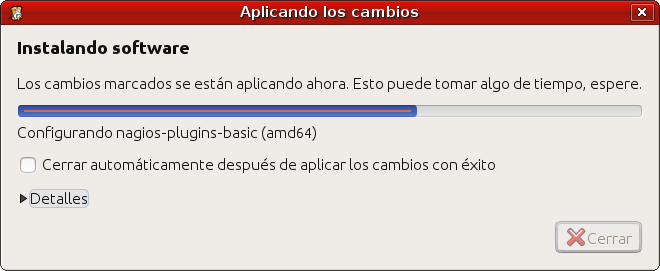 Aplicando los cambios
Instalando software
Los cambios marcados se están aplicando ahora. Esto puede tomar algo de tiempo, espere.
Configurando nagios-plugins-basic (amd64)
Cerrar automáticamente después de aplicar los cambios con éxito
Detalles
Cerrar